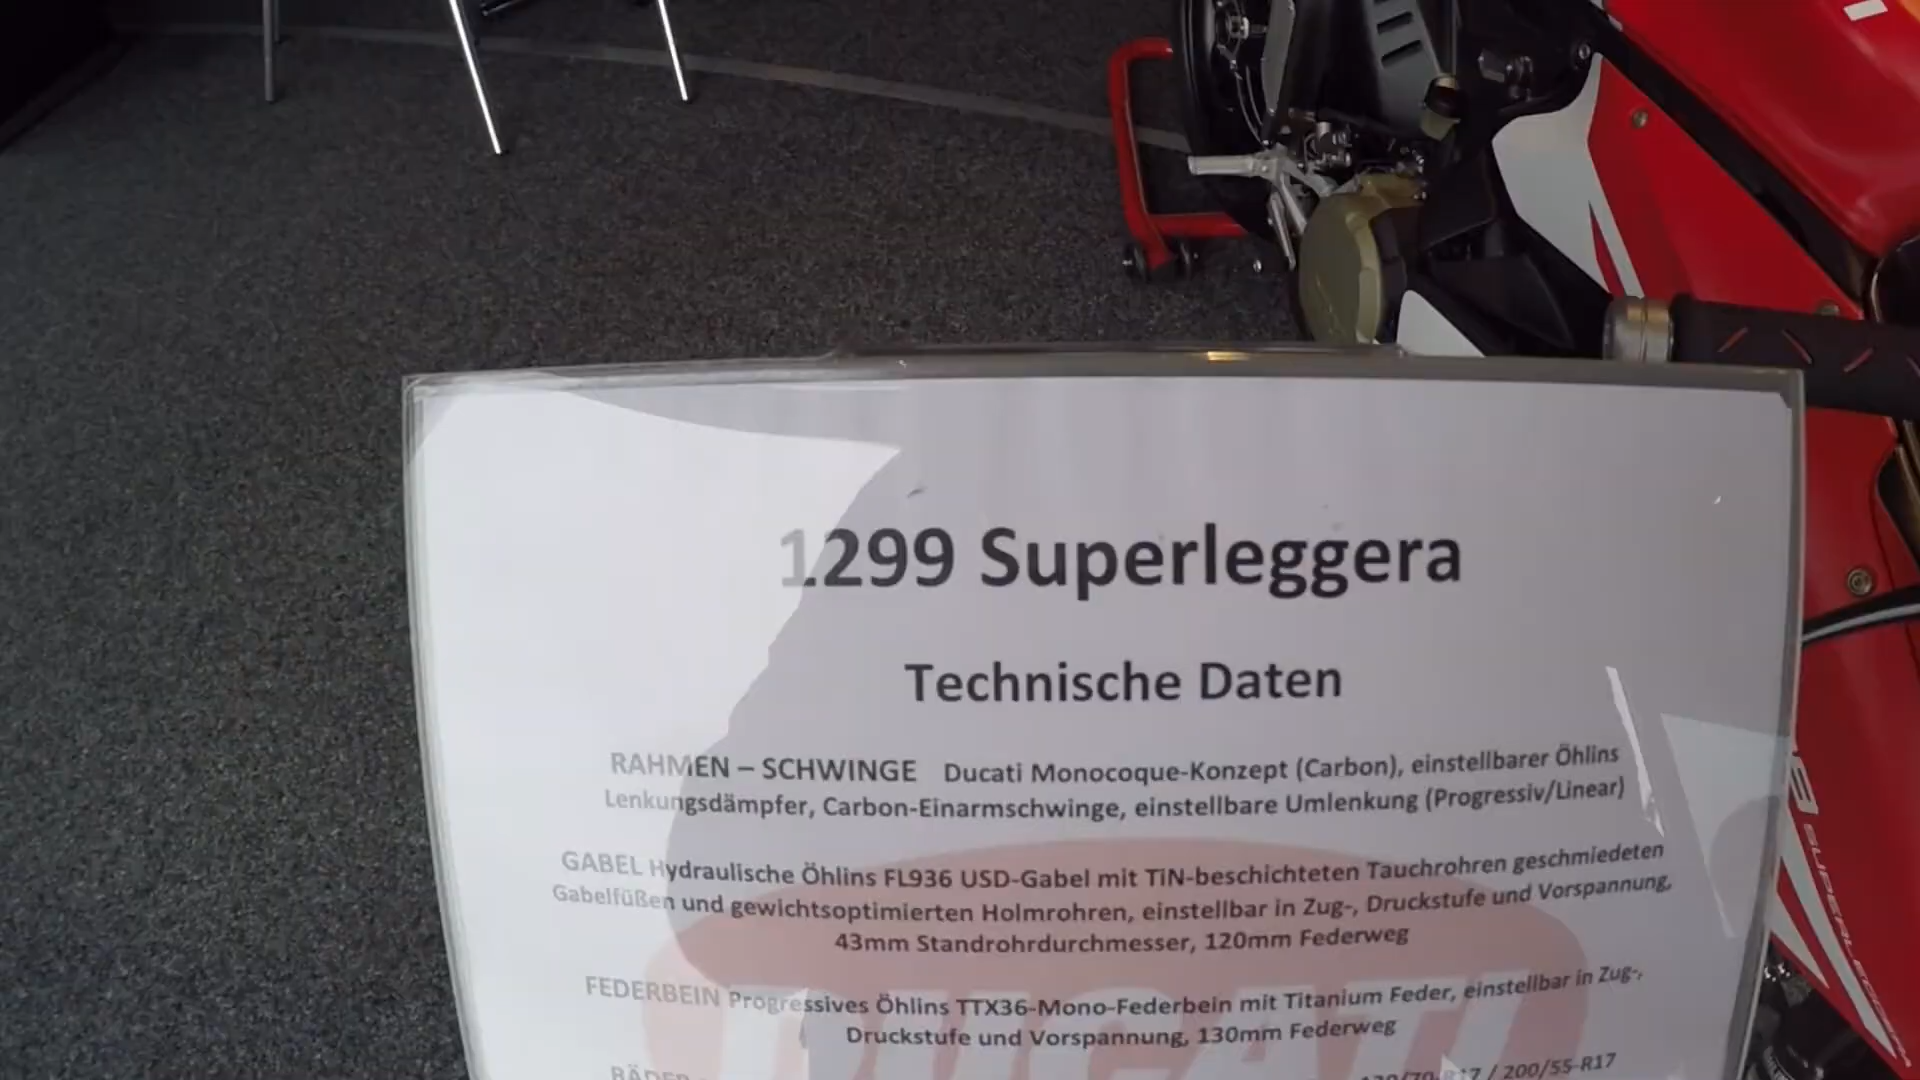 1299 Superleggera
Technische Daten
RAHMEN – SCHWINGE Ducati Monocoque-Konzept (Carbon), einstellbarer Öhlins
Lenkungsdämpfer, Carbon-Einarmschwinge, einstellbare Umlenkung (Progressiv/Linear)
GABEL Hydraulische Öhlins FL936 USD-Gabel mit TiN-beschichteten Tauchrohren geschmiedeten
Gabelfüßen und gewichtsoptimierten Holmrohren, einstellbar in Zug-, Druckstufe und Vorspannung,
43mm Standrohrdurchmesser, 120mm Federweg
FEDERBEIN Progressives Öhlins TTX36-Mono-Federbein mit Titanium Feder, einstellbar in Zug-,
Druckstufe und Vorspannung, 130mm Federweg
/ 200/55-R17
DUCATI
SUPERLEGGERA